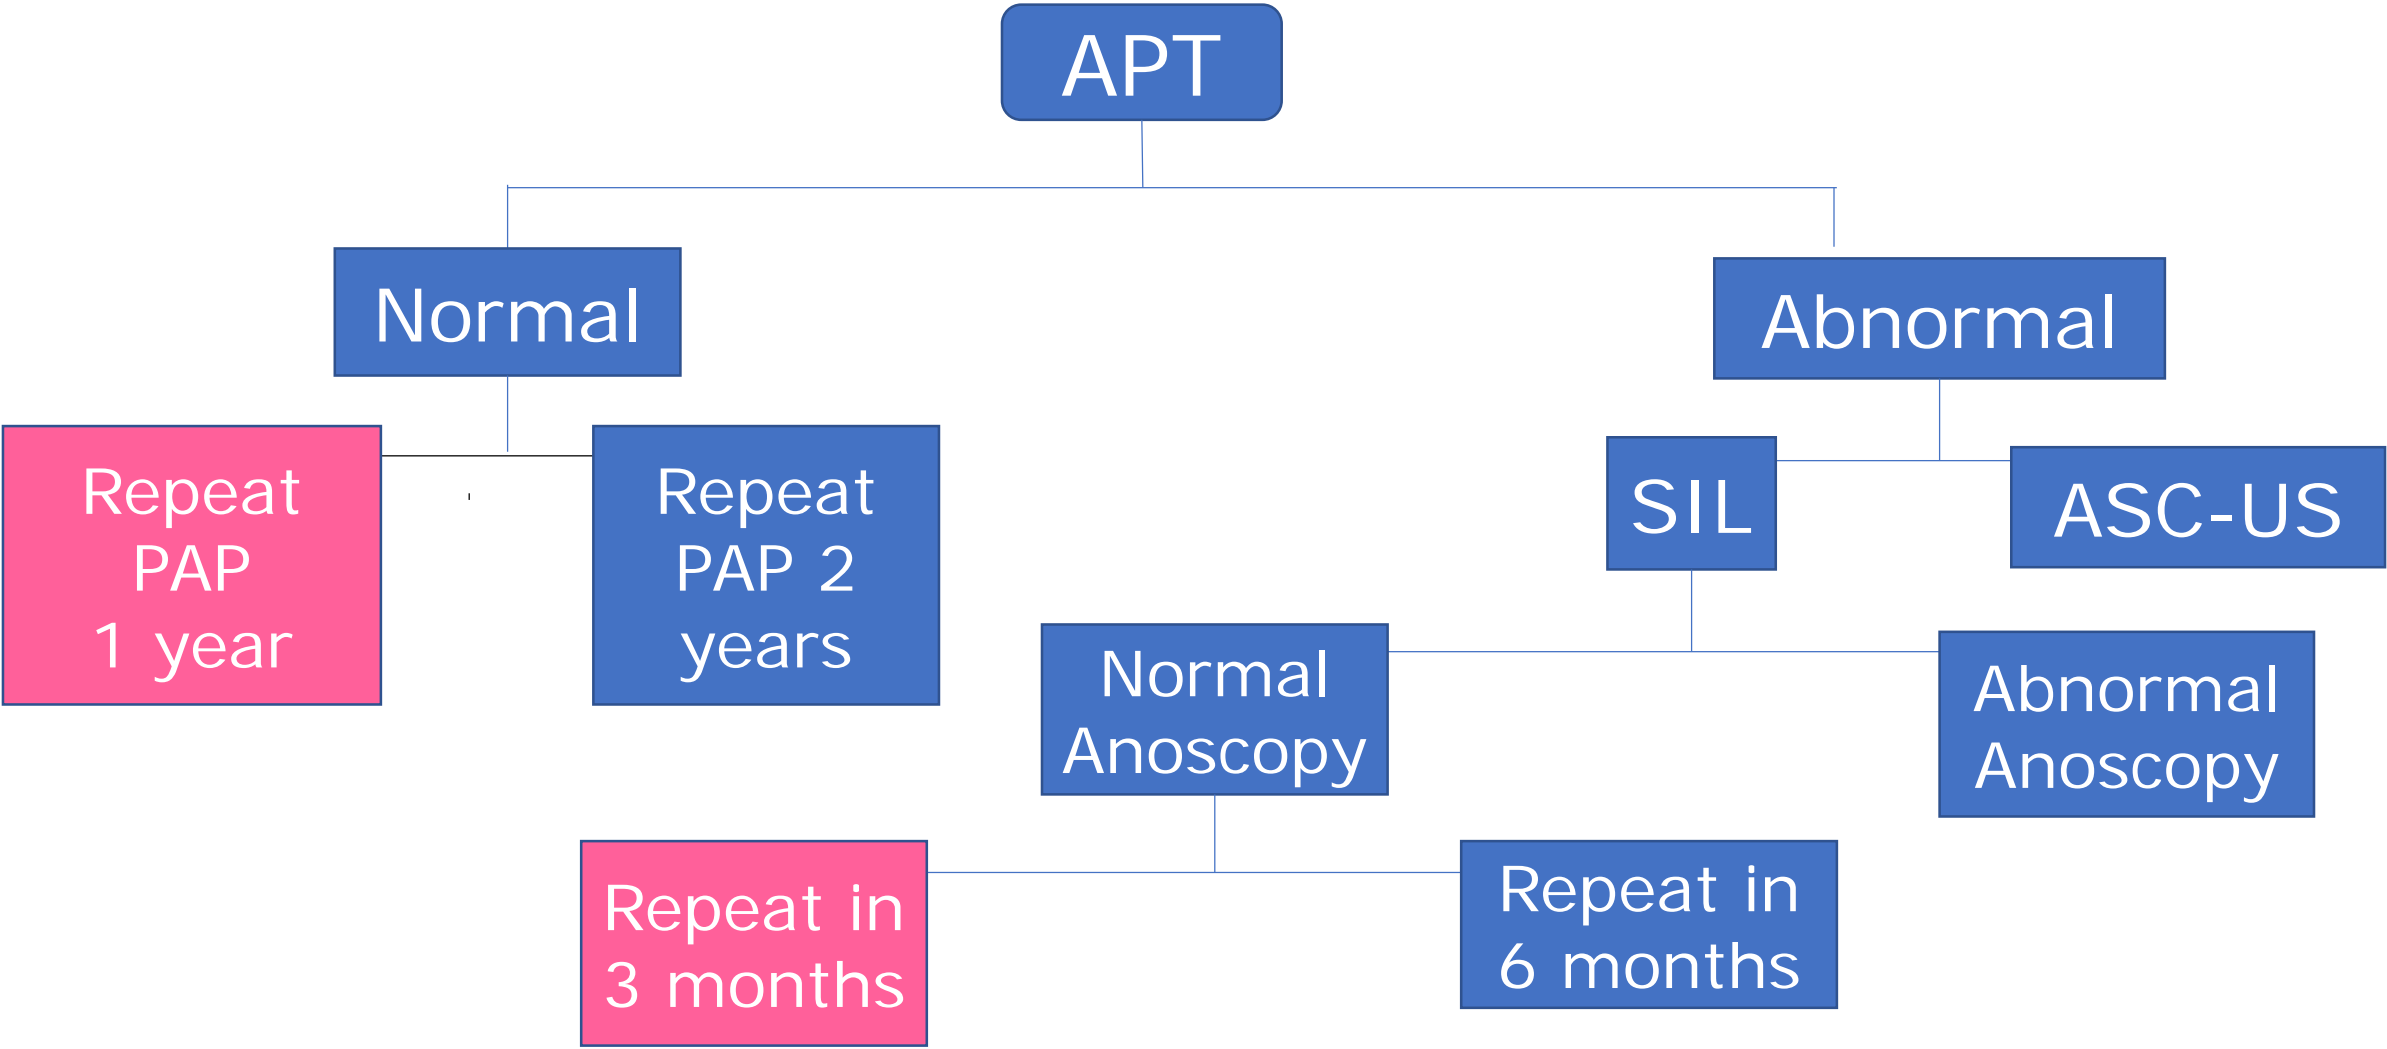 APT
Normal
Abnormal
Repeat
PAP
1 year
Repeat
PAP 2
years
SIL
ASC-US
Normal
Anoscopy
Abnormal
Anoscopy
Repeat in
3 months
Repeat in
6 months